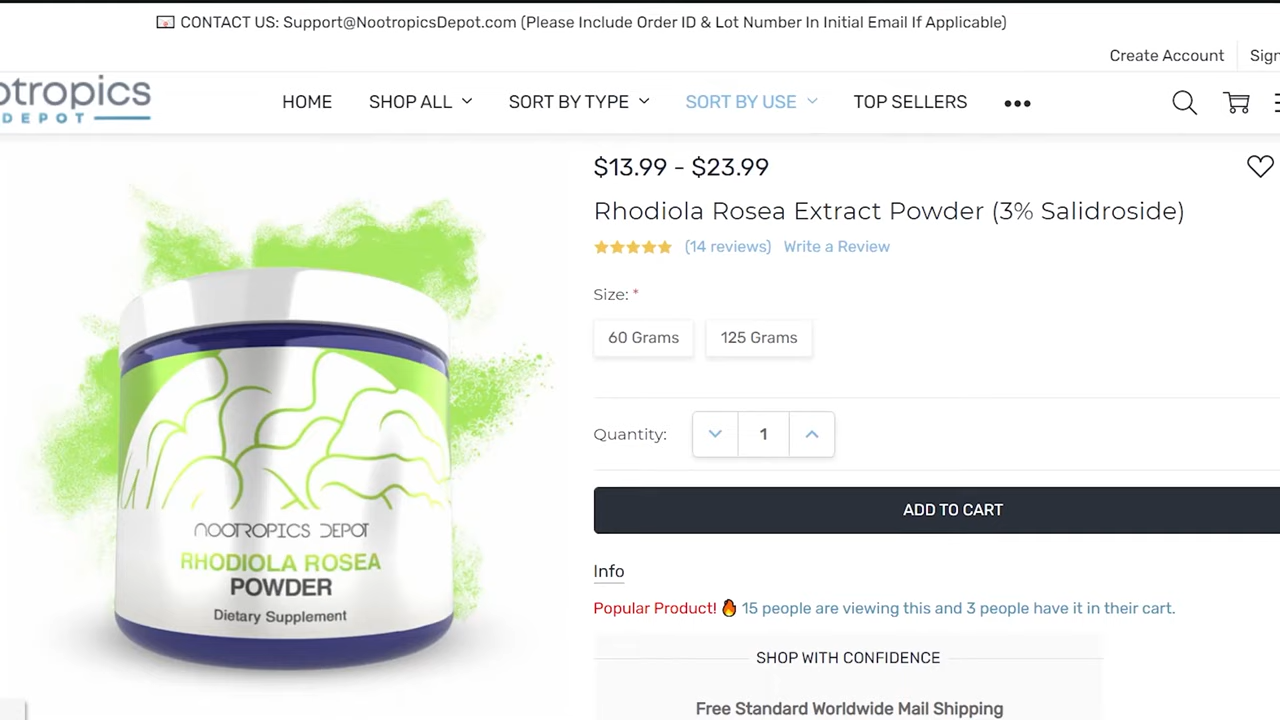 CONTACT US: Support@NootropicsDepot.com (Please Include Order ID & Lot Number In Initial Email If Applicable)
Create Account
Sign
otropics
DEPOT
HOME
SHOP ALL
SORT BY TYPE
SORT BY USE
TOP SELLERS
$13.99 - $23.99
Rhodiola Rosea Extract Powder (3% Salidroside)
(14 reviews) Write a Review
Size: *
60 Grams
125 Grams
Quantity:
1
ADD TO CART
Info
Popular Product! 🔥 15 people are viewing this and 3 people have it in their cart.
SHOP WITH CONFIDENCE
Free Standard Worldwide Mail Shipping
NOOTROPICS DEPOT
RHODIOLA ROSEA
POWDER
Dietary Supplement